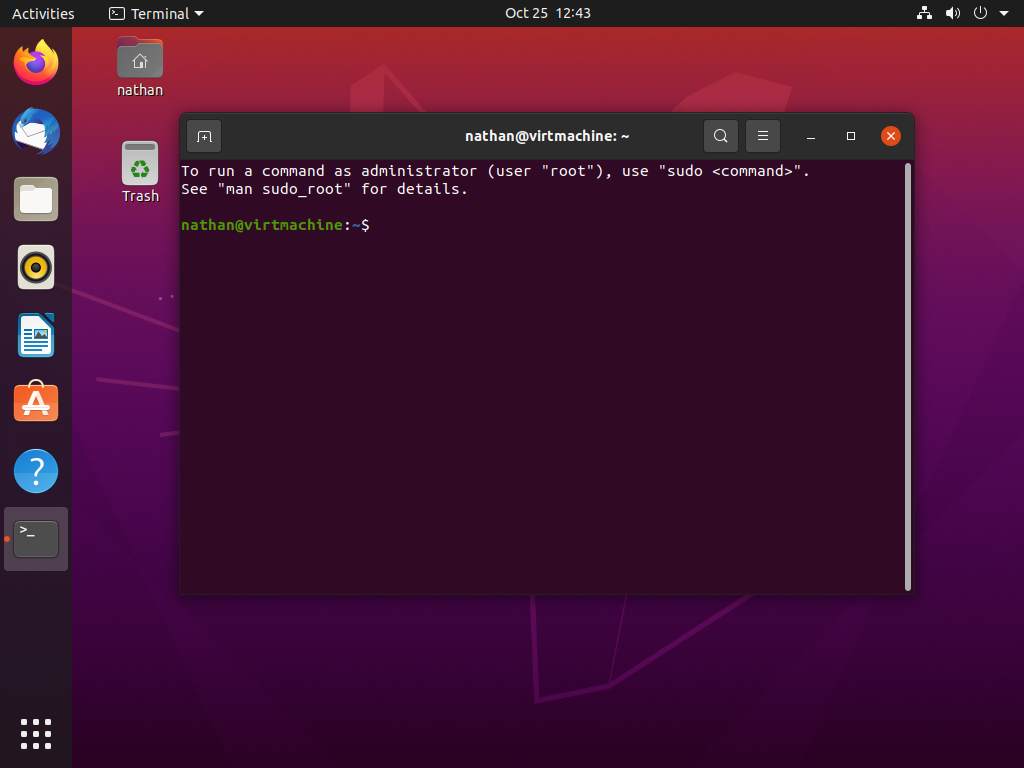 Activities
Terminal
Oct 25 12:43
nathan
Trash
nathan@virtmachine: ~
To run a command as administrator (user "root"), use "sudo <command>".
See "man sudo_root" for details.
nathan@virtmachine:~$